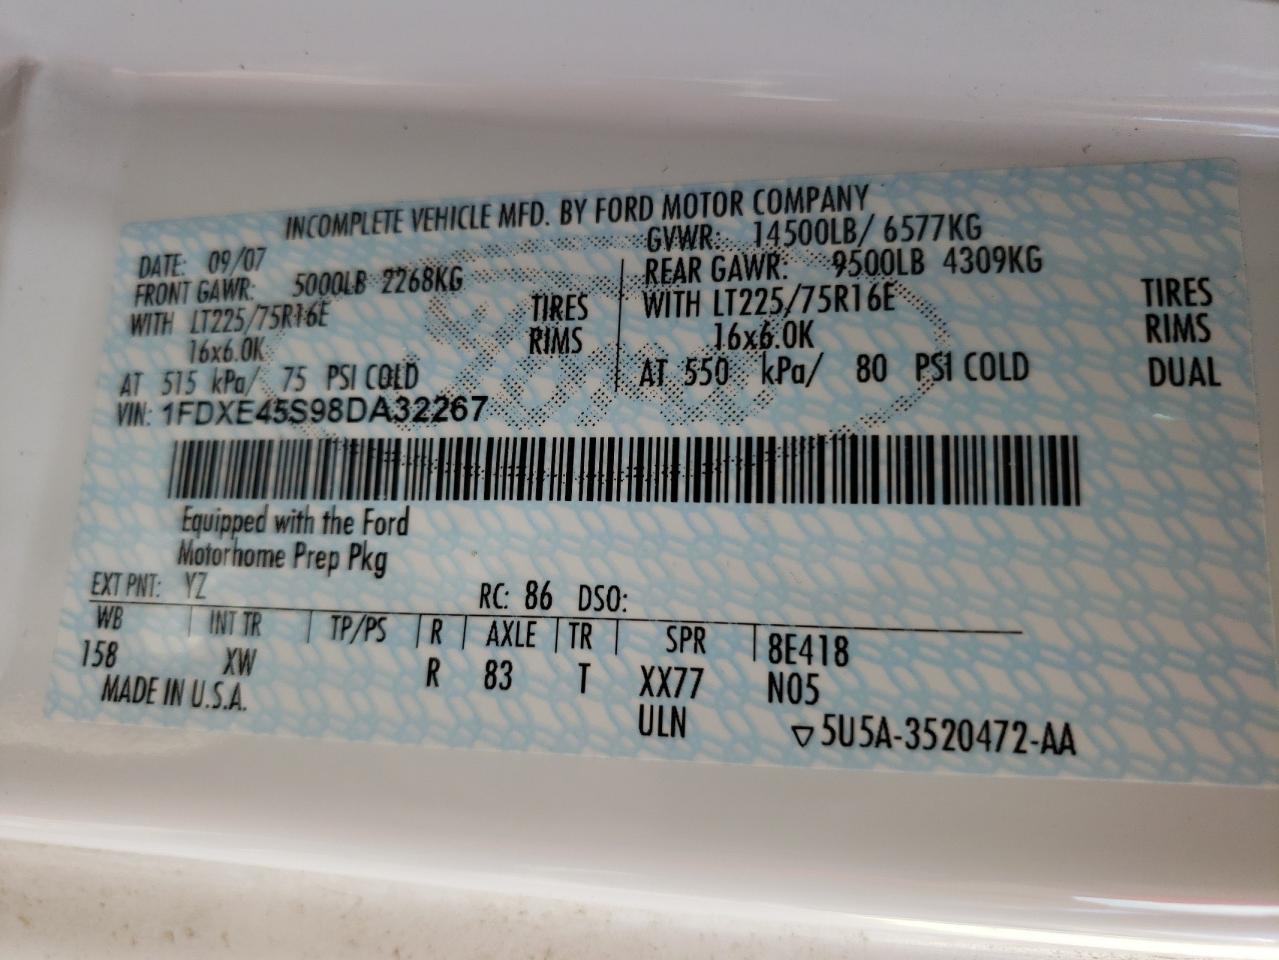 INCOMPLETE VEHICLE MFD. BY FORD MOTOR COMPANY
DATE: 09/07
GVWR: 14500LB/ 6577KG
FRONT GAWR: 5000LB 2268KG
REAR GAWR: 9500LB 4309KG
WITH LT225/75R16E TIRES
WITH LT225/75R16E TIRES
16x6.0K RIMS
16x6.0K RIMS
AT 515 kPa/ 75 PSI COLD
AT 550 kPa/ 80 PSI COLD DUAL
VIN: 1FDXE45S98DA32267
Equipped with the Ford
Motorhome Prep Pkg
EXT PNT: YZ RC: 86 DSO:
WB INT TR TP/PS R AXLE TR SPR 8E418
158 XW R 83 T XX77 N05
MADE IN U.S.A. ULN ▽5U5A-3520472-AA